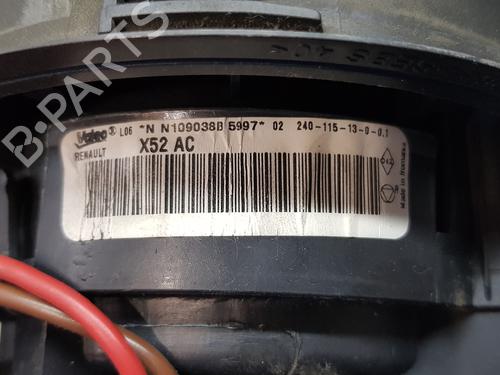 Valeo® L06 *N N109038B 5997* 02 240-115-13-0-0.1
RENAULT
X52 AC
Made in Romania
B-PARTS